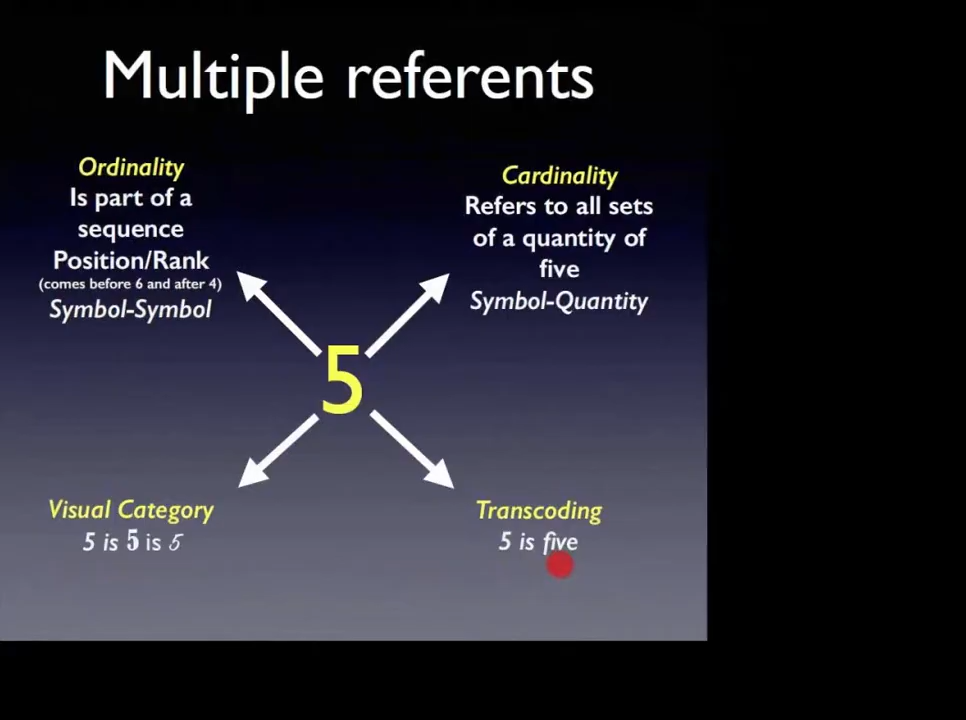 Multiple referents
Ordinality
Is part of a
sequence
Position/Rank
(comes before 6 and after 4)
Symbol-Symbol
Cardinality
Refers to all sets
of a quantity of
five
Symbol-Quantity
5
Visual Category
5 is 5 is 5
Transcoding
5 is five